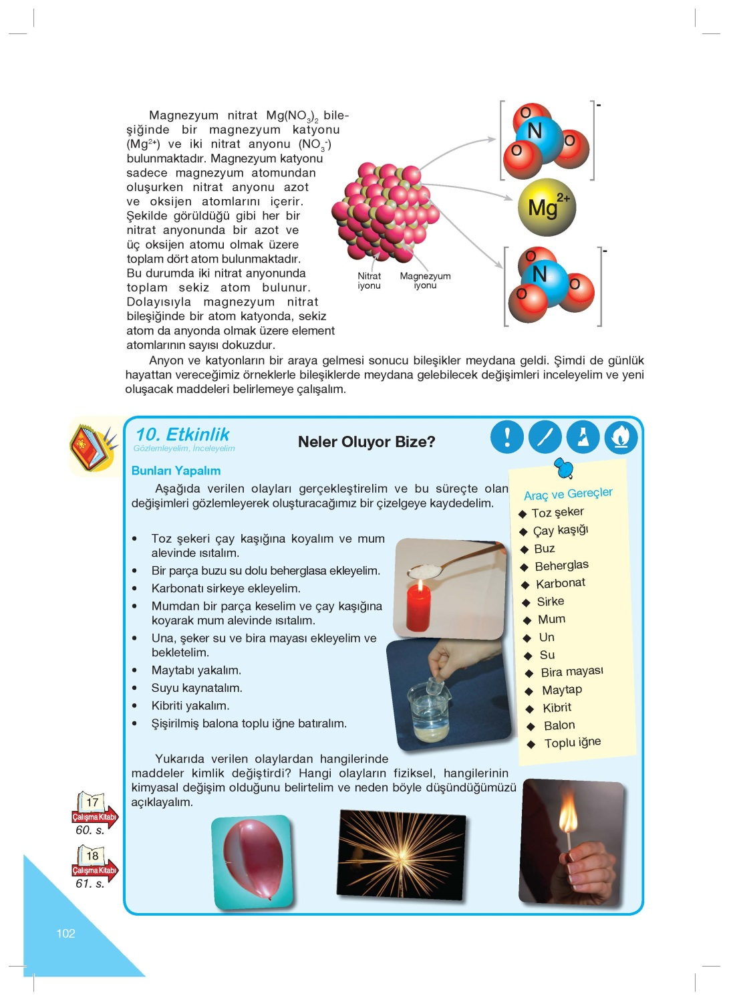 Magnezyum nitrat Mg(NO3)2 bile-
şiğinde bir magnezyum katyonu
(Mg2+) ve iki nitrat anyonu (NO3-)
bulunmaktadır. Magnezyum katyonu
sadece magnezyum atomundan
oluşurken nitrat anyonu azot
ve oksijen atomlarını içerir.
Şekilde görüldüğü gibi her bir
nitrat anyonunda bir azot ve
üç oksijen atomu olmak üzere
toplam dört atom bulunmaktadır.
Bu durumda iki nitrat anyonunda
toplam sekiz atom bulunur.
Dolayısıyla magnezyum nitrat
bileşiğinde bir atom katyonda, sekiz
atom da anyonda olmak üzere element
atomlarının sayısı dokuzdur.
Nitrat
iyonu
Magnezyum
iyonu
O
N
O
O
-
Mg2+
O
N
O
O
-
Anyon ve katyonların bir araya gelmesi sonucu bileşikler meydana geldi. Şimdi de günlük
hayattan vereceğimiz örneklerle bileşiklerde meydana gelebilecek değişimleri inceleyelim ve yeni
oluşacak maddeleri belirlemeye çalışalım.
10. Etkinlik
Gözlemleyelim, İnceleyelim
Neler Oluyor Bize?
!
Bunları Yapalım
Aşağıda verilen olayları gerçekleştirelim ve bu süreçte olan
değişimleri gözlemleyerek oluşturacağımız bir çizelgeye kaydedelim.
• Toz şekeri çay kaşığına koyalım ve mum
alevinde ısıtalım.
• Bir parça buzu su dolu beherglasa ekleyelim.
• Karbonatı sirkeye ekleyelim.
• Mumdan bir parça keselim ve çay kaşığına
koyarak mum alevinde ısıtalım.
• Una, şeker su ve bira mayası ekleyelim ve
bekletelim.
• Maytabı yakalım.
• Suyu kaynatalım.
• Kibriti yakalım.
• Şişirilmiş balona toplu iğne batıralım.
Araç ve Gereçler
◆ Toz şeker
◆ Çay kaşığı
◆ Buz
◆ Beherglas
◆ Karbonat
◆ Sirke
◆ Mum
◆ Un
◆ Su
◆ Bira mayası
◆ Maytap
◆ Kibrit
◆ Balon
◆ Toplu iğne
Yukarıda verilen olaylardan hangilerinde
maddeler kimlik değiştirdi? Hangi olayların fiziksel, hangilerinin
kimyasal değişim olduğunu belirtelim ve neden böyle düşündüğümüzü
açıklayalım.
17
Çalışma Kitabı
60. s.
18
Çalışma Kitabı
61. s.
102